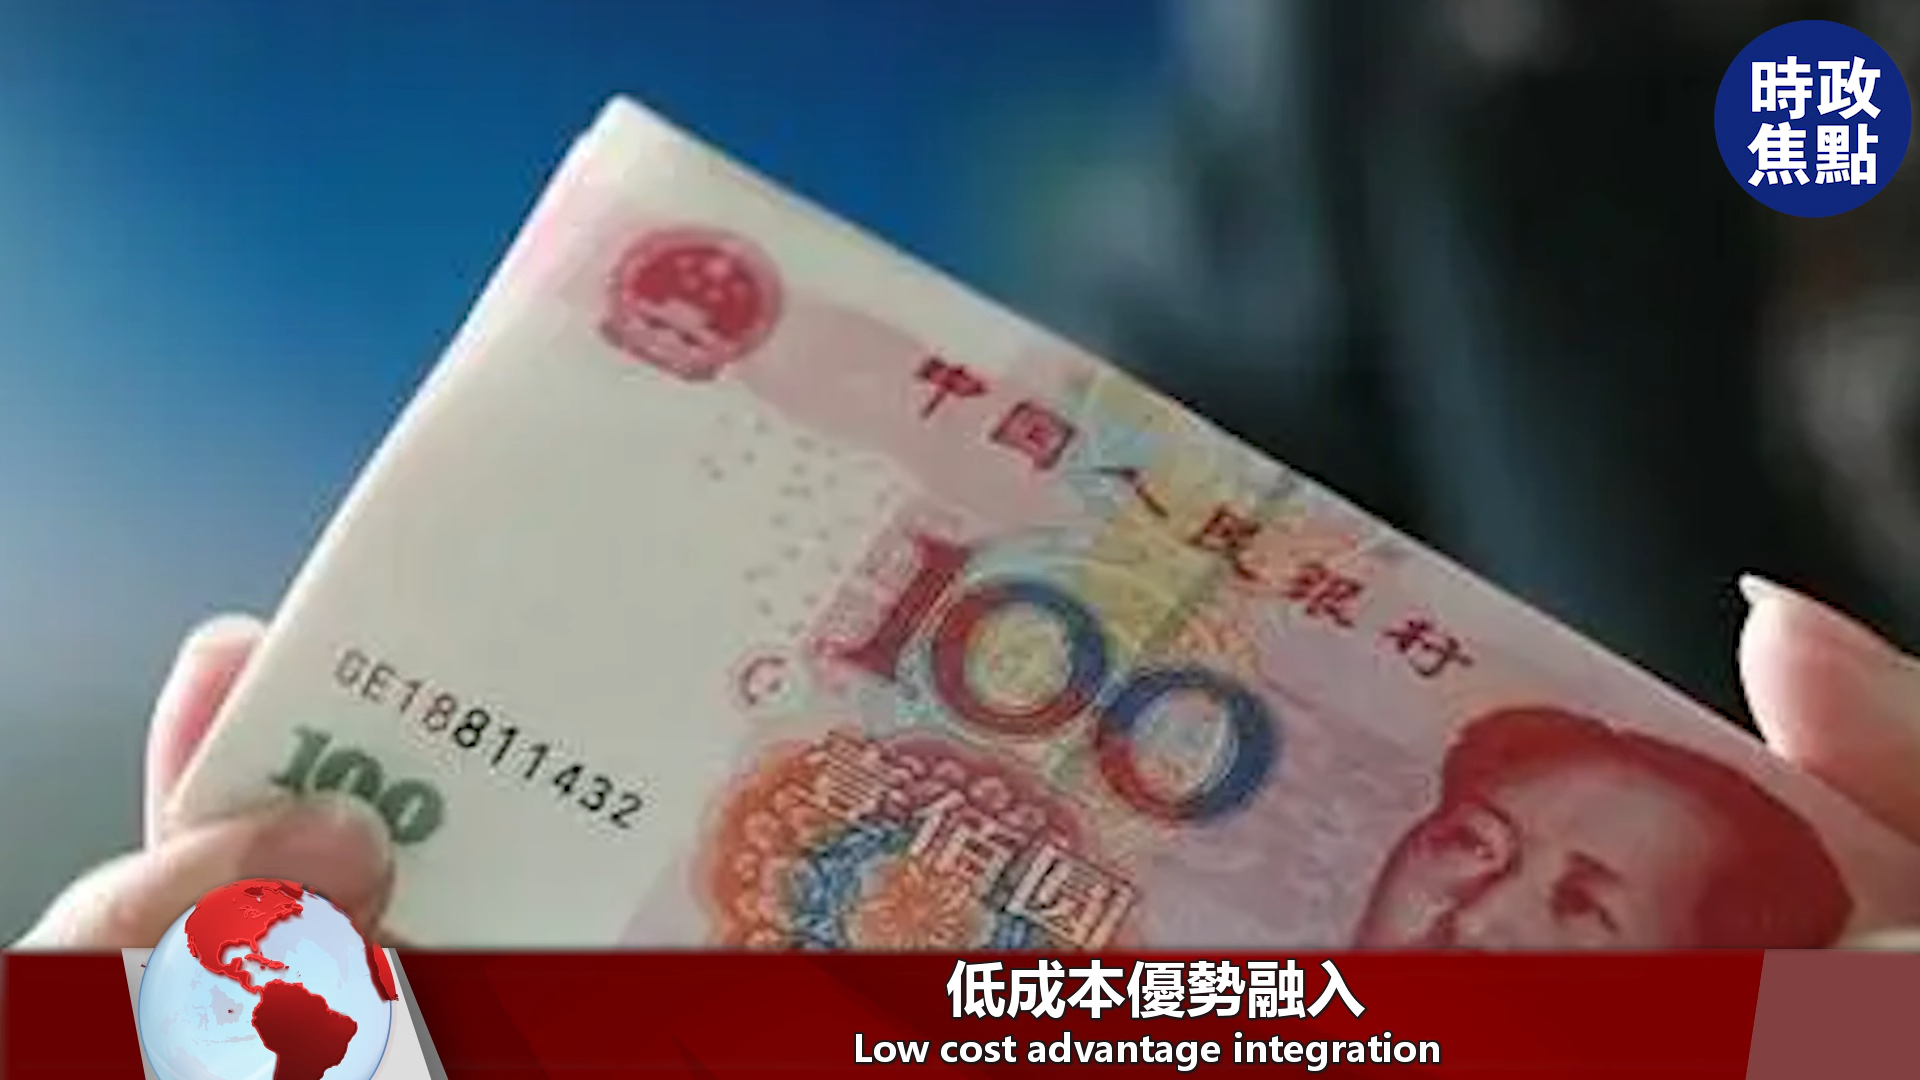 時政
焦點
中国人民银行
100
GE18811432
100
壹佰圆
低成本優勢融入
Low cost advantage integration